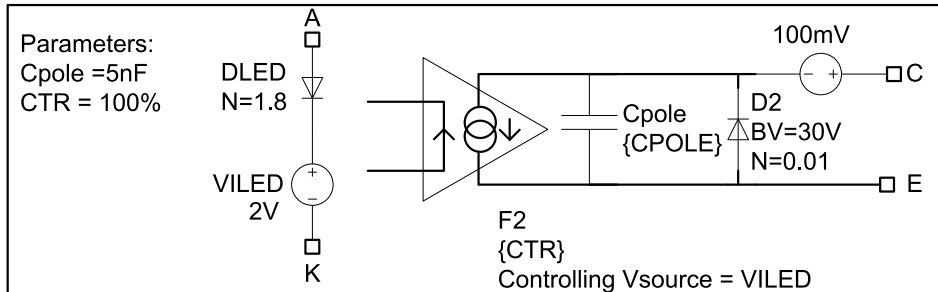 Parameters:
Cpole =5nF
CTR = 100%
A
DLED
N=1.8
VILED
2V
K
+
-
F2
{CTR}
Controlling Vsource = VILED
Cpole
{CPOLE}
D2
BV=30V
N=0.01
100mV
- +
C
E